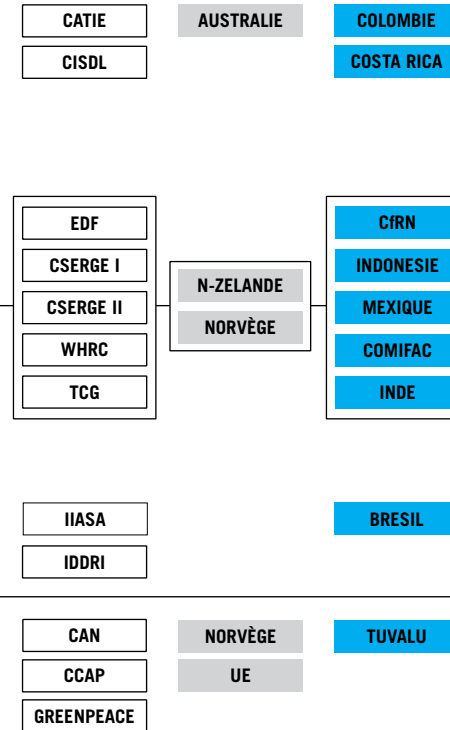 CATIE
AUSTRALIE
COLOMBIE
CISDL
COSTA RICA
EDF
CSERGE I
CSERGE II
WHRC
TCG
N-ZELANDE
NORVÈGE
CfRN
INDONESIE
MEXIQUE
COMIFAC
INDE
IIASA
BRESIL
IDDRI
CAN
NORVÈGE
TUVALU
CCAP
UE
GREENPEACE